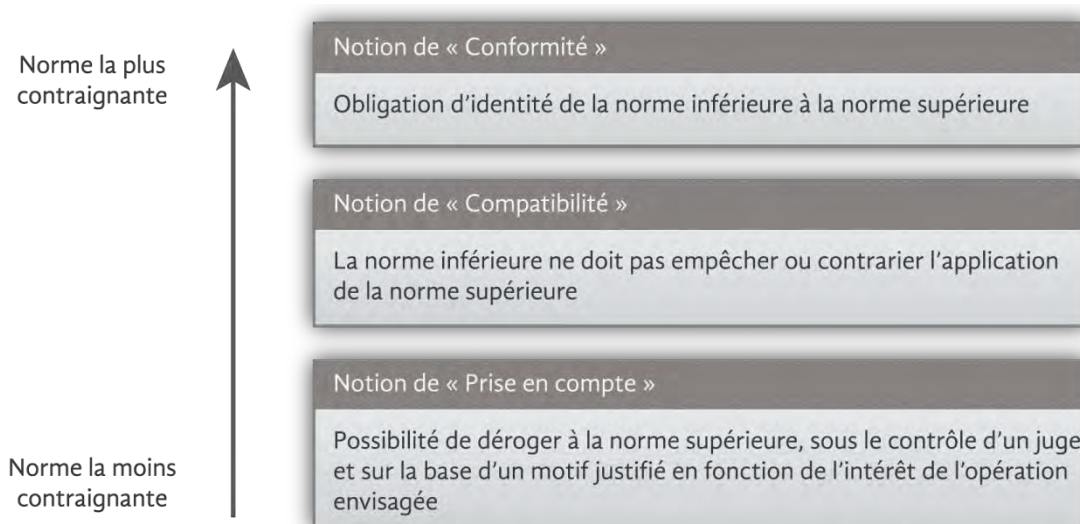 Norme la plus
contraignante
Notion de « Conformité »
Obligation d’identité de la norme inférieure à la norme supérieure
Notion de « Compatibilité »
La norme inférieure ne doit pas empêcher ou contrarier l’application
de la norme supérieure
Notion de « Prise en compte »
Possibilité de déroger à la norme supérieure, sous le contrôle d’un juge
et sur la base d’un motif justifié en fonction de l’intérêt de l’opération
envisagée
Norme la moins
contraignante